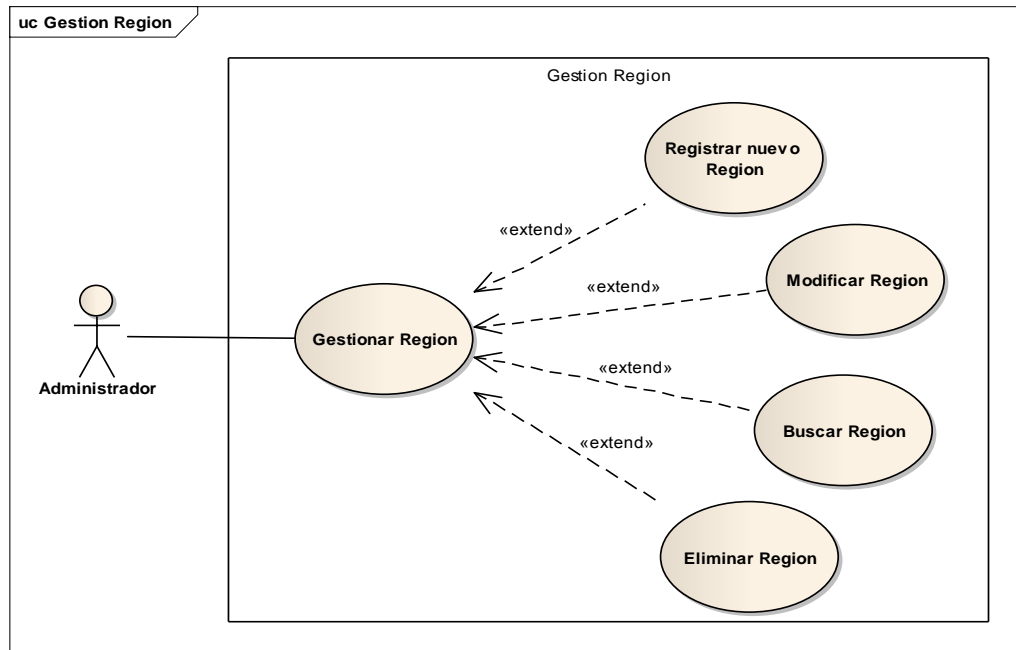 uc Gestion Region
Gestion Region
Registrar nuevo
Region
«extend»
Modificar Region
«extend»
Gestionar Region
Administrador
«extend»
Buscar Region
«extend»
Eliminar Region